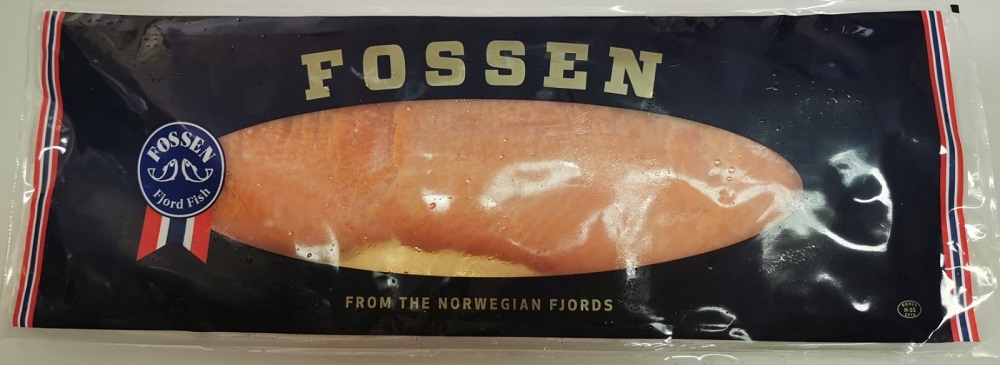 FOSSEN
FOSSEN
Fjord Fish
FROM THE NORWEGIAN FJORDS